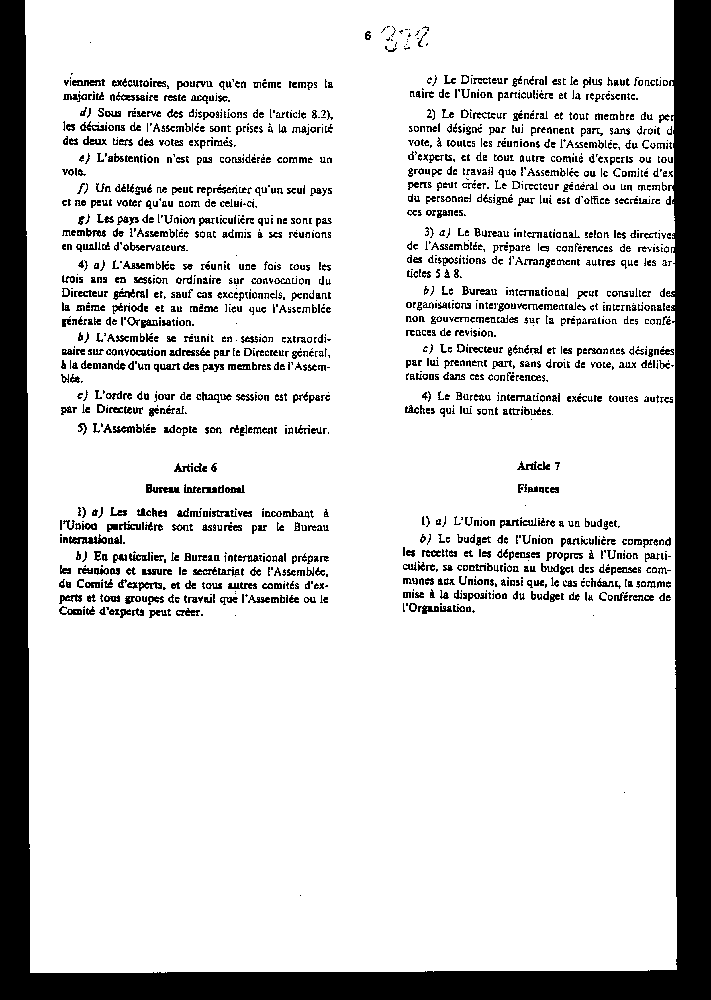 6 328
viennent exécutoires, pourvu qu'en même temps la
majorité nécessaire reste acquise.
d) Sous réserve des dispositions de l'article 8.2),
les décisions de l'Assemblée sont prises à la majorité
des deux tiers des votes exprimés.
e) L'abstention n'est pas considérée comme un
vote.
f) Un délégué ne peut représenter qu'un seul pays
et ne peut voter qu'au nom de celui-ci.
g) Les pays de l'Union particulière qui ne sont pas
membres de l'Assemblée sont admis à ses réunions
en qualité d'observateurs.
4) a) L'Assemblée se réunit une fois tous les
trois ans en session ordinaire sur convocation du
Directeur général et, sauf cas exceptionnels, pendant
la même période et au même lieu que l'Assemblée
générale de l'Organisation.
b) L'Assemblée se réunit en session extraordi-
naire sur convocation adressée par le Directeur général,
à la demande d'un quart des pays membres de l'Assem-
blée.
c) L'ordre du jour de chaque session est préparé
par le Directeur général.
5) L'Assemblée adopte son règlement intérieur.
Article 6
Bureau international
1) a) Les tâches administratives incombant à
l'Union particulière sont assurées par le Bureau
international.
b) En particulier, le Bureau international prépare
les réunions et assure le secrétariat de l'Assemblée,
du Comité d'experts, et de tous autres comités d'ex-
perts et tous groupes de travail que l'Assemblée ou le
Comité d'experts peut créer.
c) Le Directeur général est le plus haut fonction
naire de l'Union particulière et la représente.
2) Le Directeur général et tout membre du per
sonnel désigné par lui prennent part, sans droit d
vote, à toutes les réunions de l'Assemblée, du Comit
d'experts, et de tout autre comité d'experts ou tou
groupe de travail que l'Assemblée ou le Comité d'ex-
perts peut créer. Le Directeur général ou un membre
du personnel désigné par lui est d'office secrétaire de
ces organes.
3) a) Le Bureau international, selon les directives
de l'Assemblée, prépare les conférences de revision
des dispositions de l'Arrangement autres que les ar-
ticles 5 à 8.
b) Le Bureau international peut consulter des
organisations intergouvernementales et internationales
non gouvernementales sur la préparation des confé-
rences de revision.
c) Le Directeur général et les personnes désignées
par lui prennent part, sans droit de vote, aux délibé-
rations dans ces conférences.
4) Le Bureau international exécute toutes autres
tâches qui lui sont attribuées.
Article 7
Finances
1) a) L'Union particulière a un budget.
b) Le budget de l'Union particulière comprend
les recettes et les dépenses propres à l'Union parti-
culière, sa contribution au budget des dépenses com-
munes aux Unions, ainsi que, le cas échéant, la somme
mise à la disposition du budget de la Conférence de
l'Organisation.